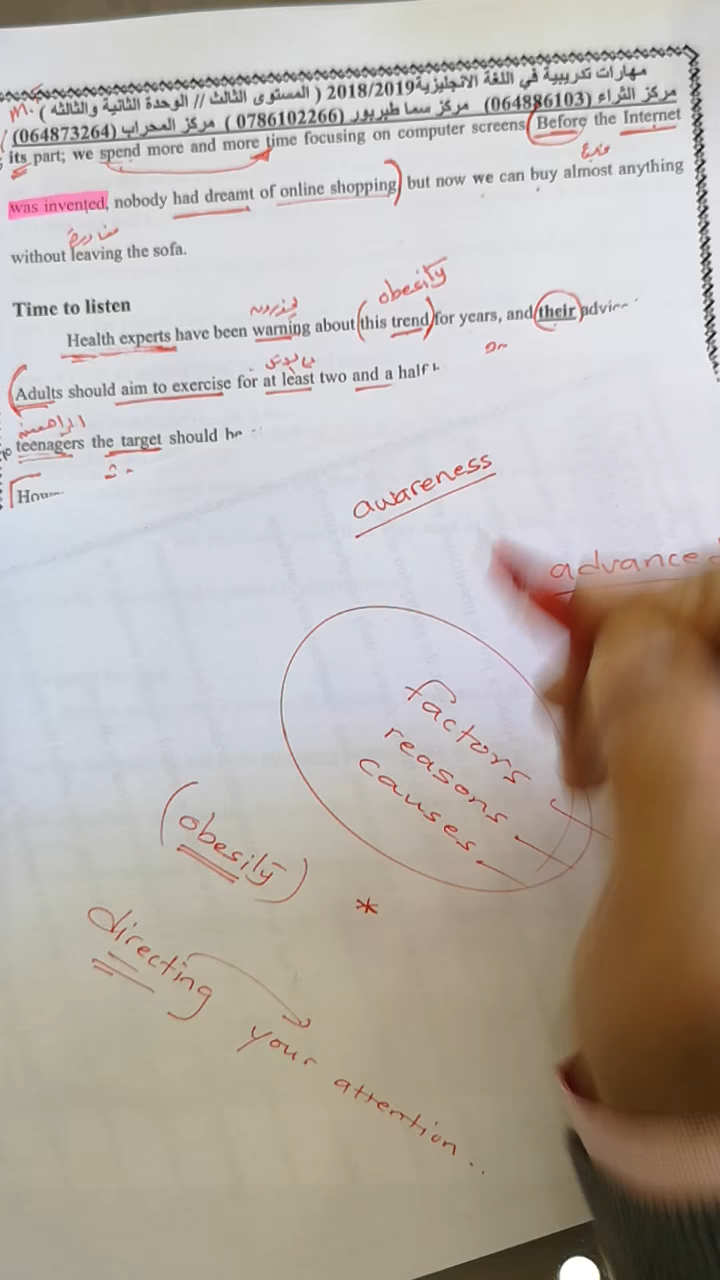 مهارات تدريبية في اللغة الانجليزية 2018/2019 ( المستوى الثالث // الوحدة الثانية والثالثه ) M.
مركز الثراء (064886103) مركز سما طبربور (0786102266 ) مركز المحراب (064873264)
its part; we spend more and more time focusing on computer screens. Before the Internet
was invented, nobody had dreamt of online shopping, but now we can buy almost anything
without leaving the sofa.
obesity
Time to listen
Health experts have been warning about this trend for years, and their
Adults should aim to exercise for at least two and a half
teenagers the target should
awareness
advanced
factors
reasons
causes
(obesity)
*
directing your attention..